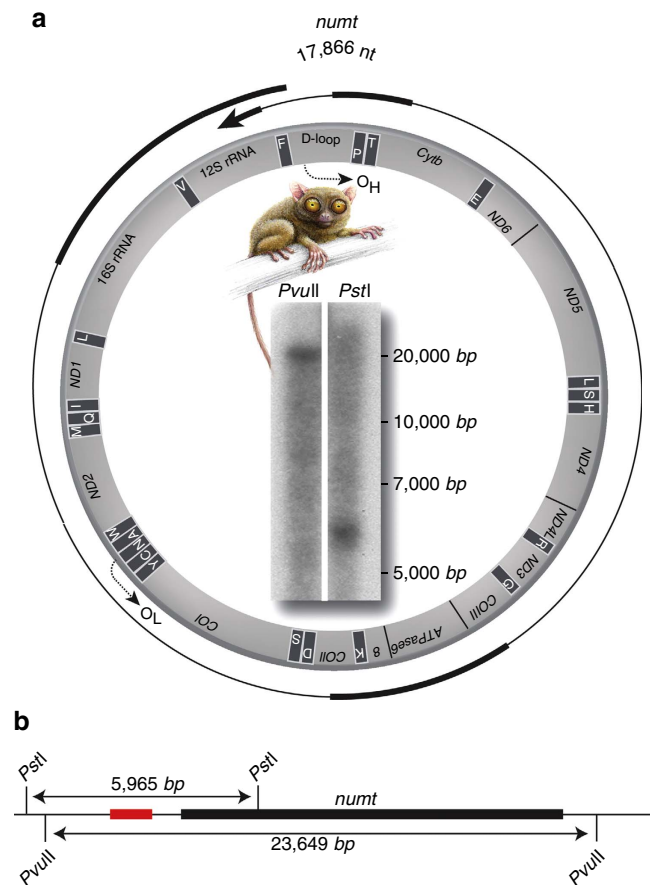 a
numt
17,866 nt
F
D-loop
P
T
Cytb
E
ND6
ND5
L
S
H
ND4
ND4L
R
ND3
G
COIII
ATPase6
8
K
COII
D
S
COI
Y
C
N
A
W
ND2
M
Q
I
ND1
L
16S rRNA
V
12S rRNA
OH
OL
PvuII PstI
20,000 bp
10,000 bp
7,000 bp
5,000 bp
b
PstI
5,965 bp
PstI
numt
PvuII
23,649 bp
PvuII